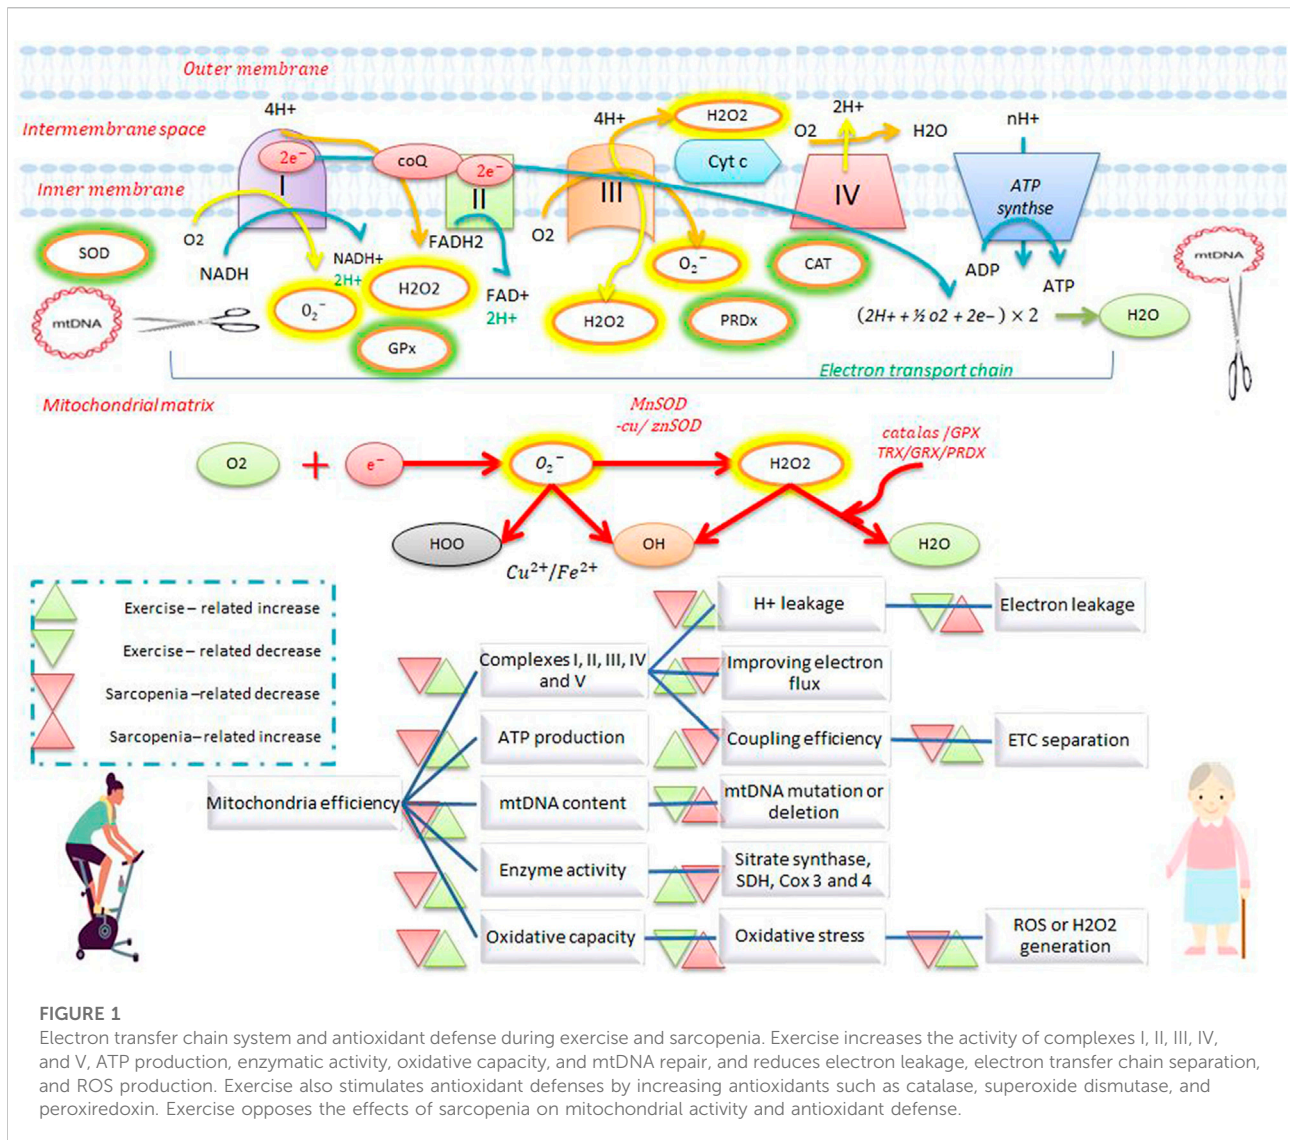 Outer membrane
4H+
Intermembrane space
2e⁻
coQ
2e⁻
4H+
H2O2
Cyt c
O2
2H+
H2O
nH+
Inner membrane
I
II
III
IV
ATP
synthse
SOD
O2
NADH
NADH+
2H+
FADH2
O2
O₂⁻
CAT
ADP
ATP
mtDNA
mtDNA
O₂⁻
H2O2
FAD+
2H+
H2O2
PRDx
(2H+ + ½ o2 + 2e−) × 2
H2O
GPx
Electron transport chain
Mitochondrial matrix
MnSOD
-cu/ znSOD
catalas /GPX
TRX/GRX/PRDX
O2
+
e⁻
O₂⁻
H2O2
HOO
OH
H2O
Cu²⁺/Fe²⁺
Exercise – related increase
Exercise – related decrease
Sarcopenia –related decrease
Sarcopenia– related increase
H+ leakage
Electron leakage
Complexes I, II, III, IV
and V
Improving electron
flux
ATP production
Coupling efficiency
ETC separation
Mitochondria efficiency
mtDNA content
mtDNA mutation or
deletion
Enzyme activity
Sitrate synthase,
SDH, Cox 3 and 4
Oxidative capacity
Oxidative stress
ROS or H2O2
generation
FIGURE 1
Electron transfer chain system and antioxidant defense during exercise and sarcopenia. Exercise increases the activity of complexes I, II, III, IV,
and V, ATP production, enzymatic activity, oxidative capacity, and mtDNA repair, and reduces electron leakage, electron transfer chain separation,
and ROS production. Exercise also stimulates antioxidant defenses by increasing antioxidants such as catalase, superoxide dismutase, and
peroxiredoxin. Exercise opposes the effects of sarcopenia on mitochondrial activity and antioxidant defense.